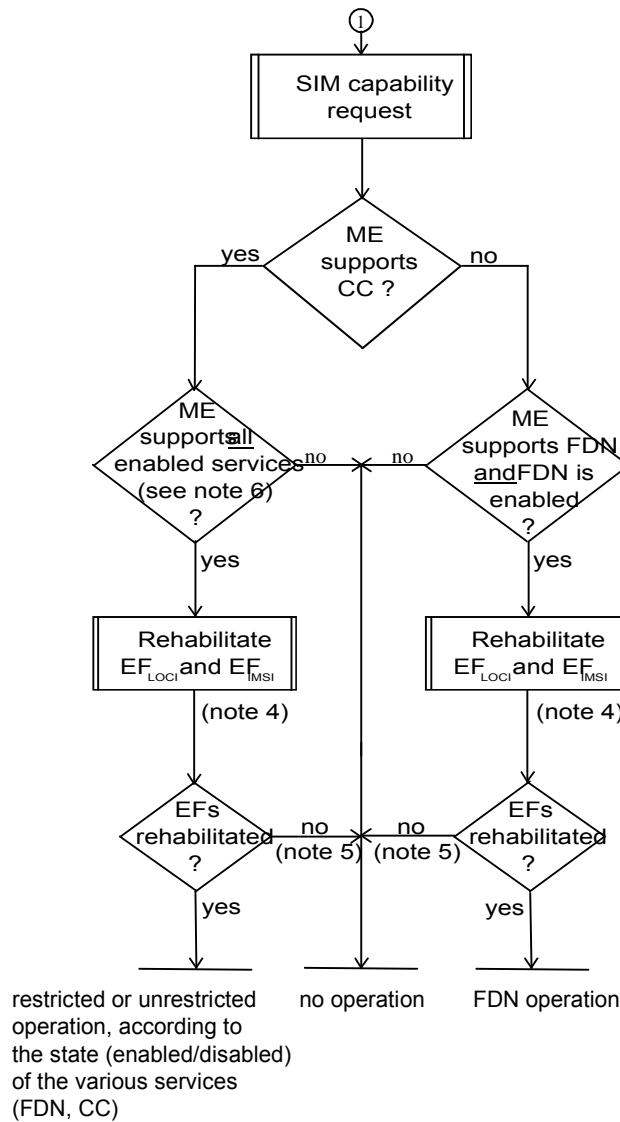 1
SIM capability
request
ME
supports
CC ?
yes
no
ME
supports all
enabled services
(see note 6)
?
no
no
ME
supports FDN
and FDN is
enabled
?
yes
yes
Rehabilitate
EFLOCI and EFIMSI
Rehabilitate
EFLOCI and EFIMSI
(note 4)
(note 4)
EFs
rehabilitated
?
no
(note 5)
no
(note 5)
EFs
rehabilitated
?
yes
yes
restricted or unrestricted
operation, according to
the state (enabled/disabled)
of the various services
(FDN, CC)
no operation
FDN operation